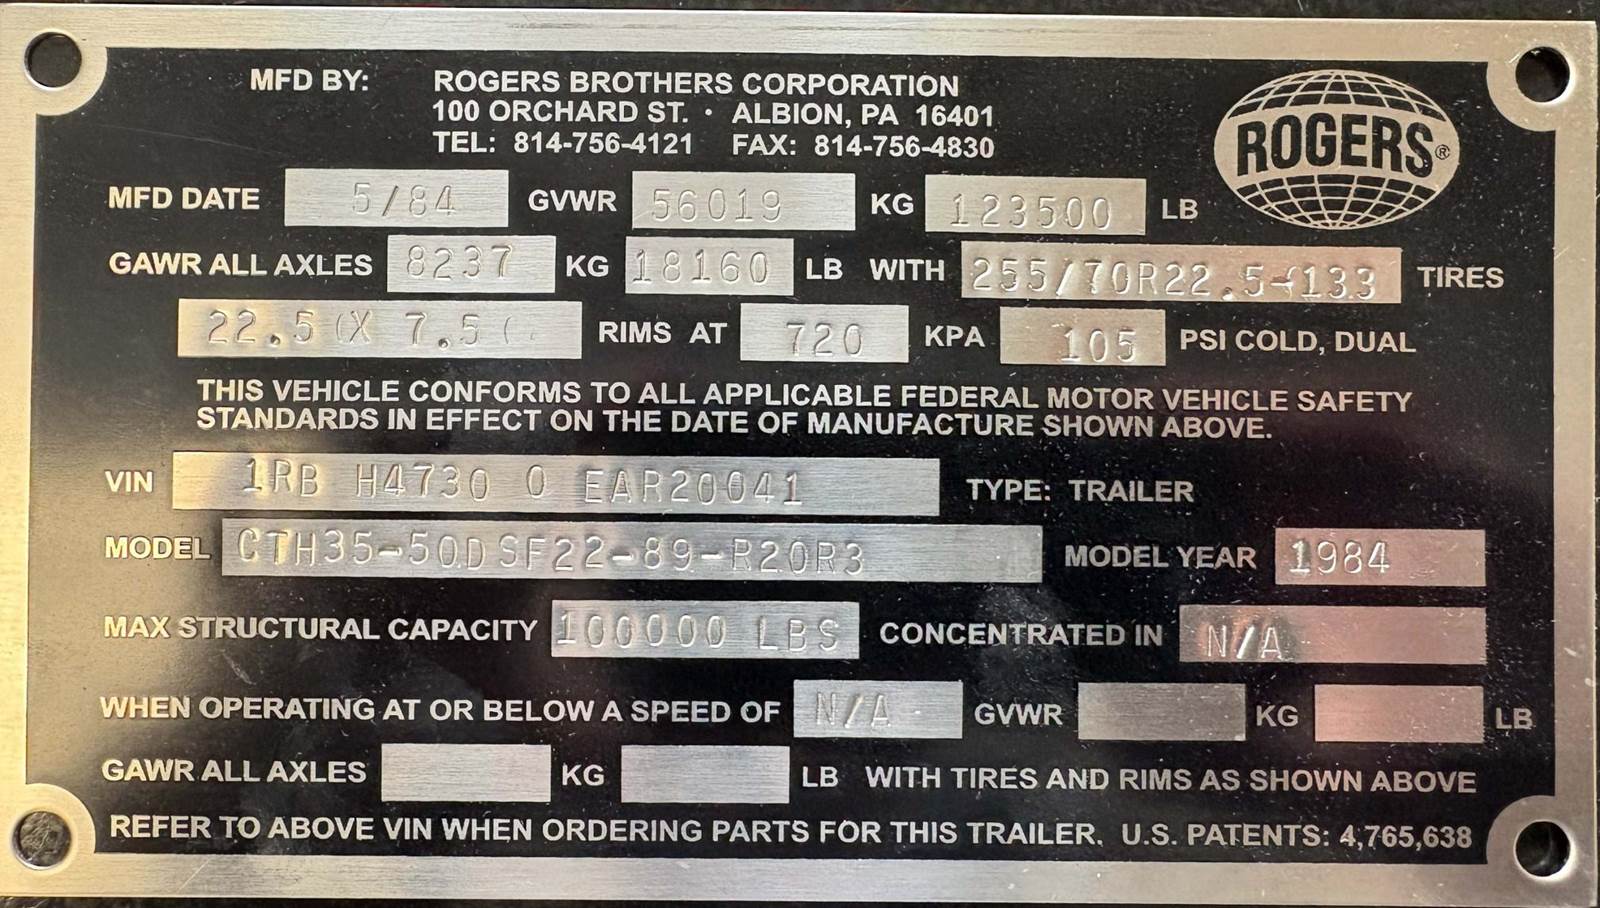 MFD BY: ROGERS BROTHERS CORPORATION
100 ORCHARD ST. • ALBION, PA 16401
TEL: 814-756-4121 FAX: 814-756-4830
ROGERS®
MFD DATE 5/84 GVWR 56019 KG 123500 LB
GAWR ALL AXLES 8237 KG 18160 LB WITH 255/70R22.5-(133 TIRES
22.5(X 7.5(. RIMS AT 720 KPA 105 PSI COLD, DUAL
THIS VEHICLE CONFORMS TO ALL APPLICABLE FEDERAL MOTOR VEHICLE SAFETY
STANDARDS IN EFFECT ON THE DATE OF MANUFACTURE SHOWN ABOVE.
VIN 1RB H4730 0 EAR20041 TYPE: TRAILER
MODEL CTH35-50DSF22-89-R20R3 MODEL YEAR 1984
MAX STRUCTURAL CAPACITY 100000 LBS CONCENTRATED IN N/A
WHEN OPERATING AT OR BELOW A SPEED OF N/A GVWR KG LB
GAWR ALL AXLES KG LB WITH TIRES AND RIMS AS SHOWN ABOVE
REFER TO ABOVE VIN WHEN ORDERING PARTS FOR THIS TRAILER. U.S. PATENTS: 4,765,638